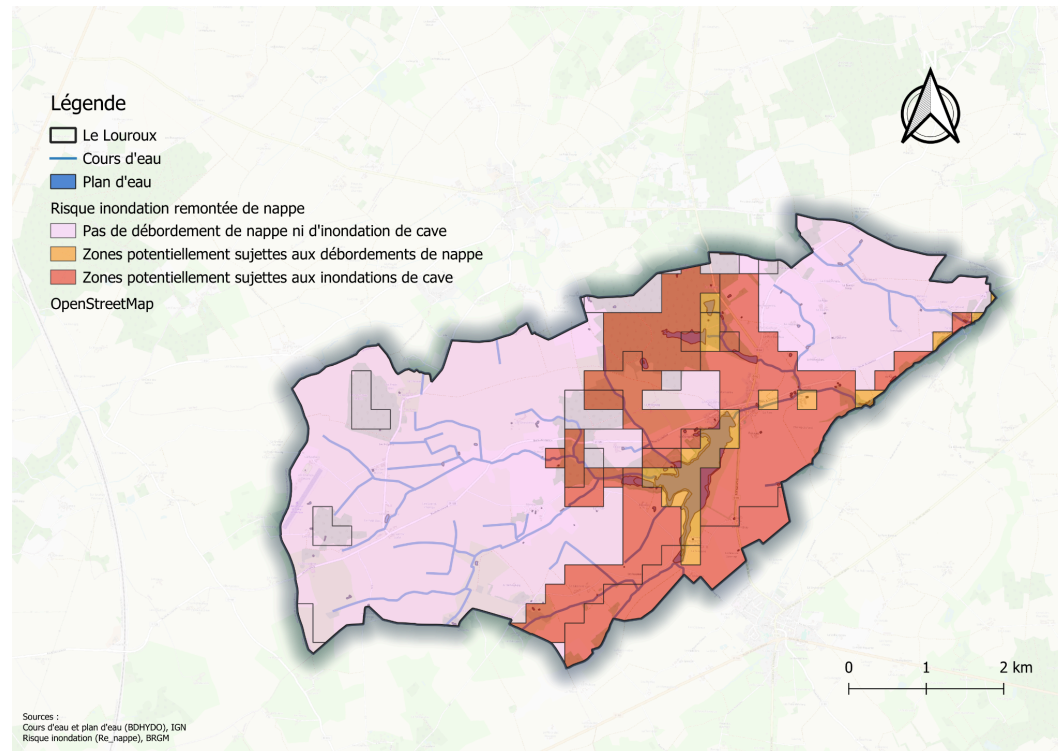 Légende
Le Louroux
Cours d'eau
Plan d'eau
Risque inondation remontée de nappe
Pas de débordement de nappe ni d'inondation de cave
Zones potentiellement sujettes aux débordements de nappe
Zones potentiellement sujettes aux inondations de cave
OpenStreetMap
0 1 2 km
Sources :
Cours d'eau et plan d'eau (BDHYDO), IGN
Risque inondation (Re_nappe), BRGM